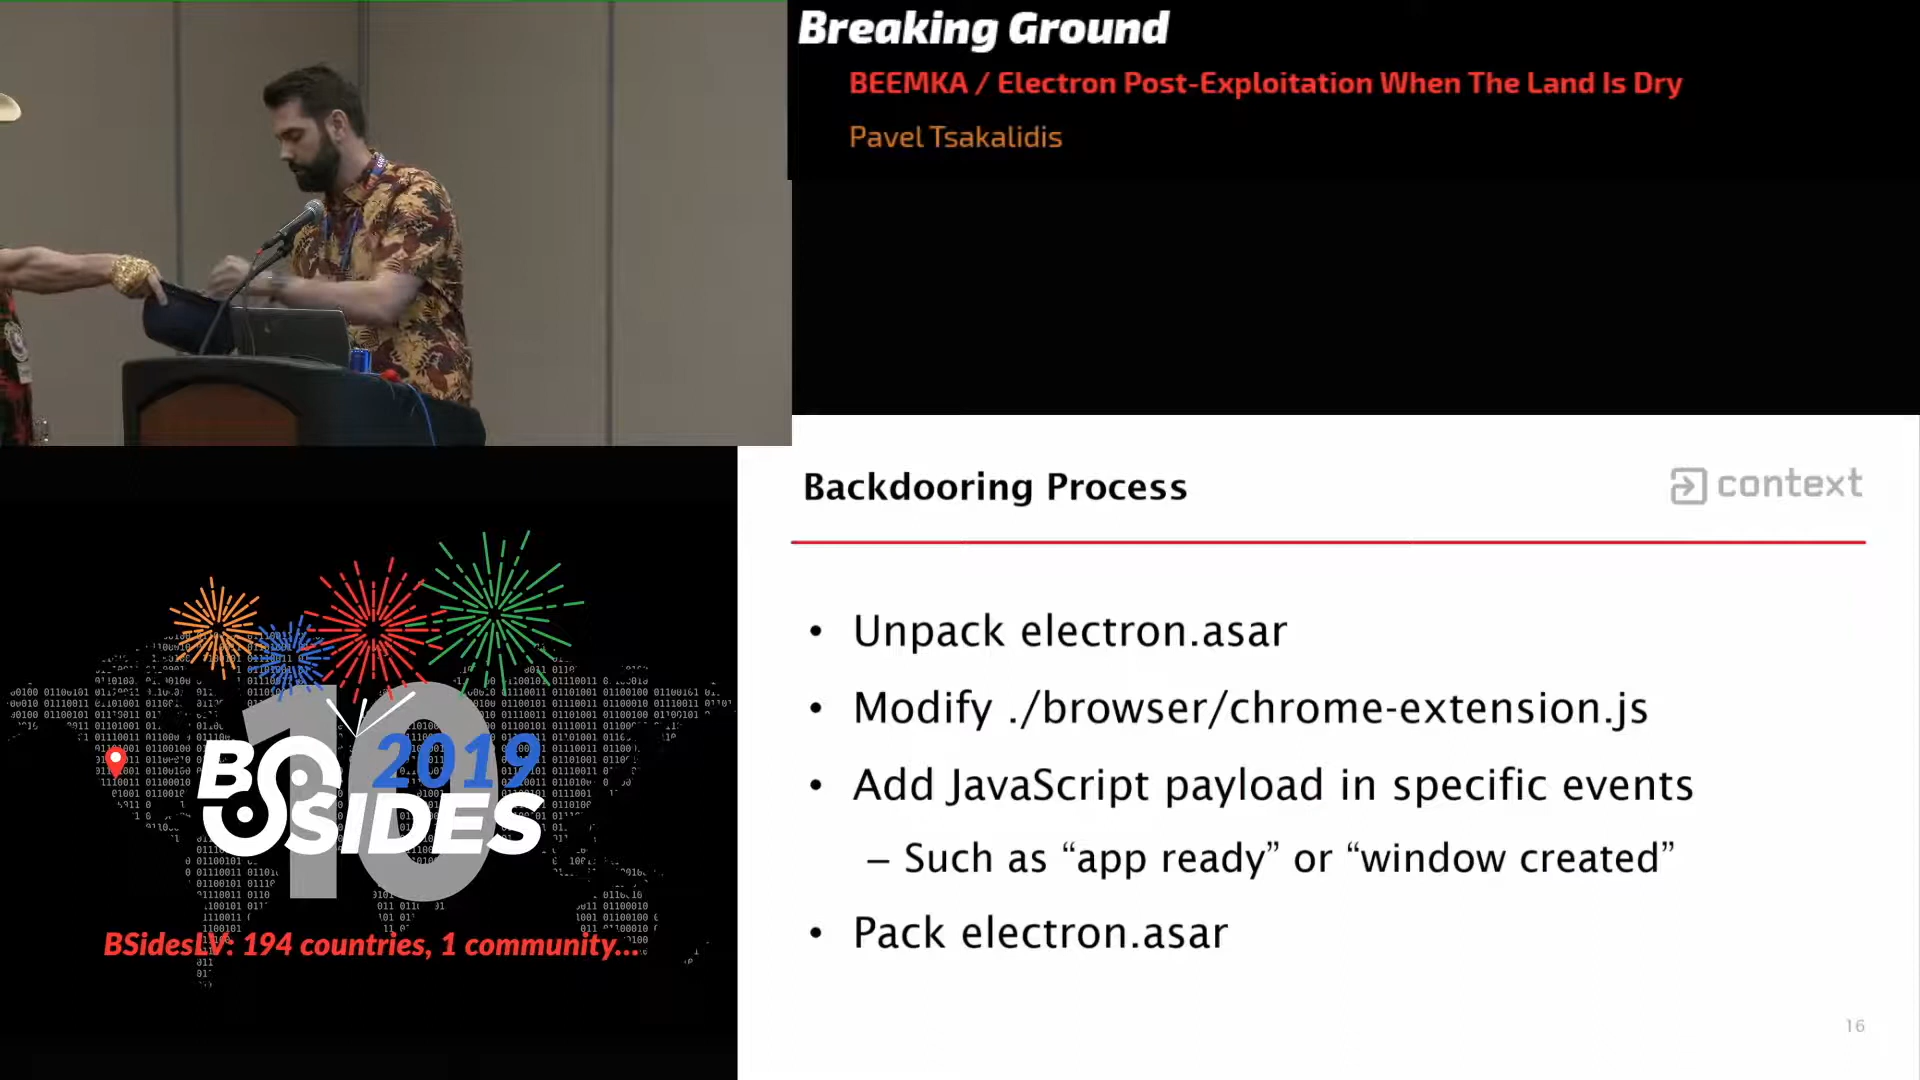 Breaking Ground
BEEMKA / Electron Post-Exploitation When The Land Is Dry
Pavel Tsakalidis
Backdooring Process
context
• Unpack electron.asar
• Modify ./browser/chrome-extension.js
• Add JavaScript payload in specific events
– Such as “app ready” or “window created”
• Pack electron.asar
16
10
2019
BSIDES
BSidesLV: 194 countries, 1 community...